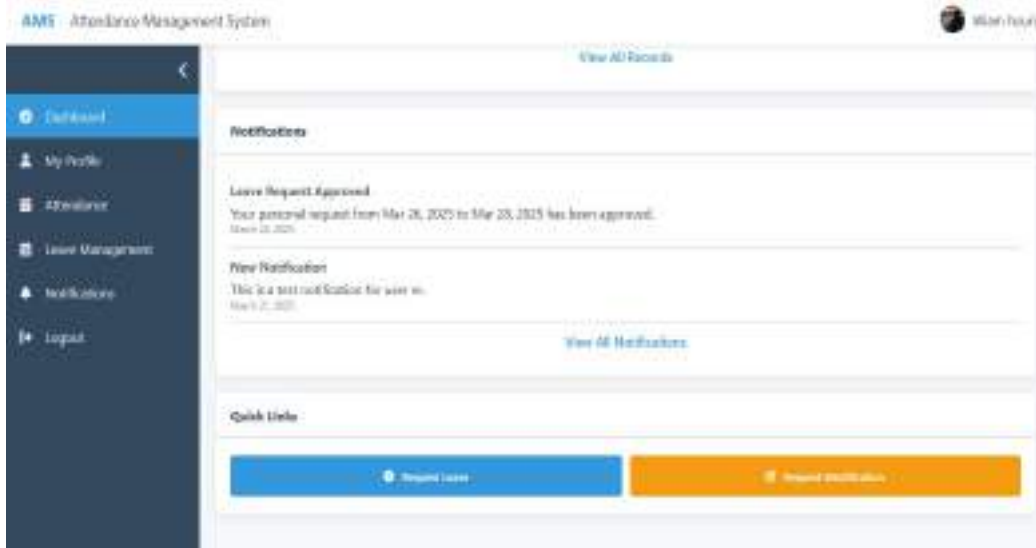 AMS Attendance Management System
View All Records
Dashboard
My Profile
Attendance
Leave Management
Notifications
Logout
Notifications
Leave Request Approved
Your personal request from Mar 26, 2025 to Mar 28, 2025 has been approved.
New Notification
This is a test notification for user
View All Notifications
Quick Links
Request Leave
Request Modification